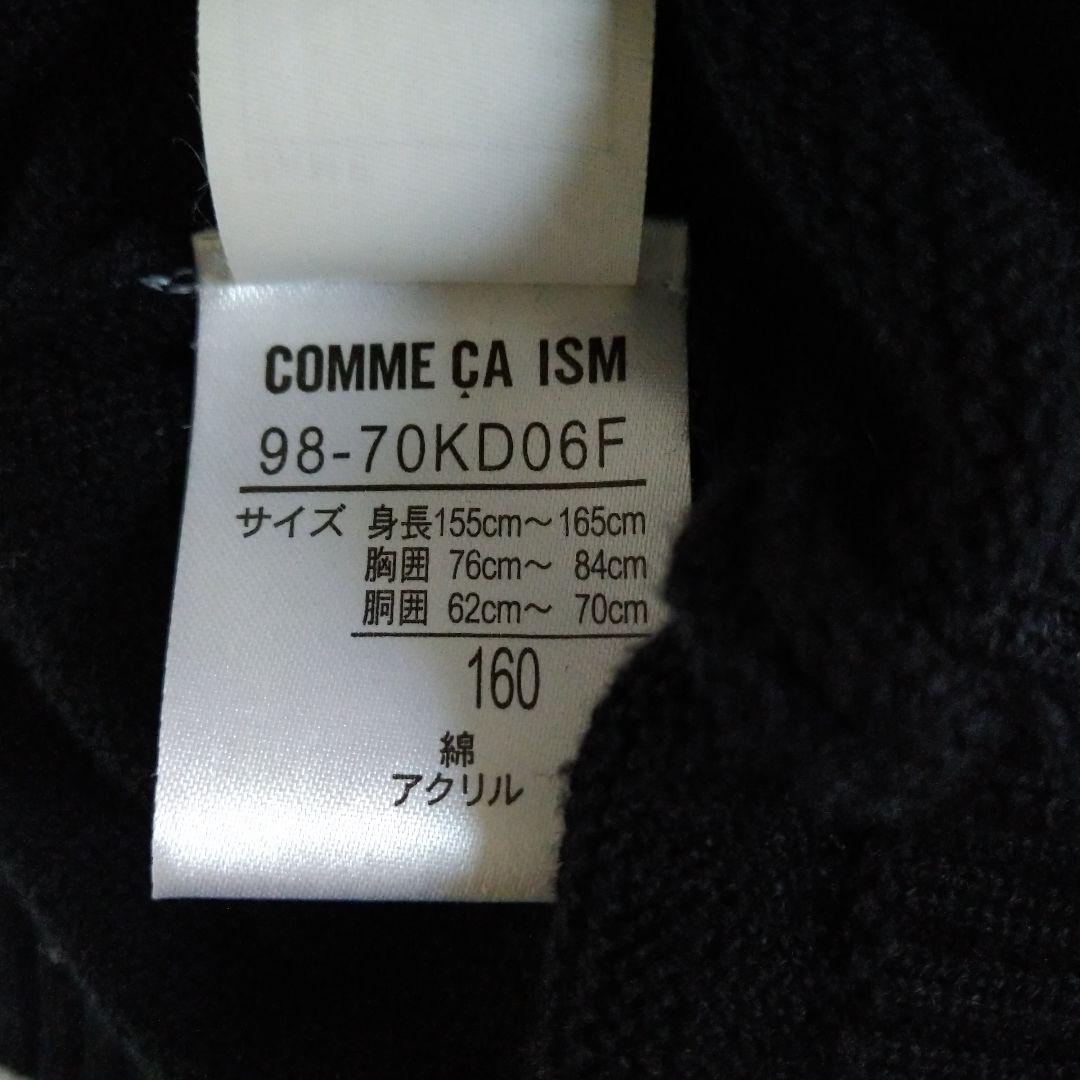 COMME ÇA ISM
98-70KD06F
サイズ 身長155cm～165cm
胸囲 76cm～ 84cm
胴囲 62cm～ 70cm
160
綿
アクリル